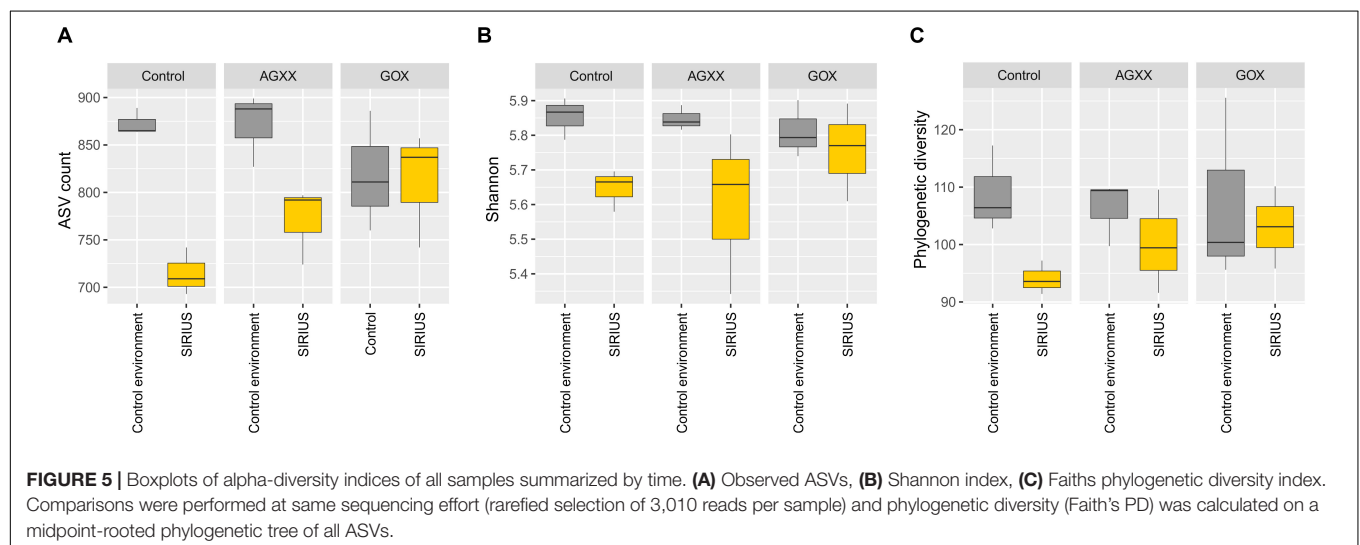 A
B
C
Control AGXX GOX
Control AGXX GOX
Control AGXX GOX
ASV count
900
850
800
750
700
Shannon
5.9
5.8
5.7
5.6
5.5
5.4
Phylogenetic diversity
120
110
100
90
Control environment
SIRIUS
Control environment
SIRIUS
Control
SIRIUS
Control environment
SIRIUS
Control environment
SIRIUS
Control environment
SIRIUS
Control environment
SIRIUS
Control environment
SIRIUS
Control environment
SIRIUS
FIGURE 5 | Boxplots of alpha-diversity indices of all samples summarized by time. (A) Observed ASVs, (B) Shannon index, (C) Faiths phylogenetic diversity index.
Comparisons were performed at same sequencing effort (rarefied selection of 3,010 reads per sample) and phylogenetic diversity (Faith's PD) was calculated on a
midpoint-rooted phylogenetic tree of all ASVs.